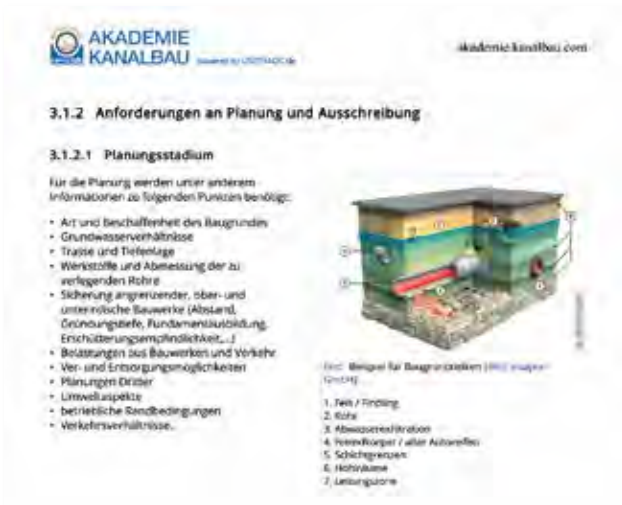 AKADEMIE
KANALBAU
akademie-kanalbau.com
3.1.2 Anforderungen an Planung und Ausschreibung
3.1.2.1 Planungsstadium
Für die Planung werden unter anderem
Informationen zu folgenden Punkten benötigt:
• Art und Beschaffenheit des Baugrundes
• Grundwasserverhältnisse
• Trasse und Tiefenlage
• Werkstoffe und Abmessung der zu
verlegenden Rohre
• Sicherung angrenzender, ober- und
unterirdische Bauwerke (Abstand,
Gründungstiefe, Fundamentausbildung,
Erschütterungsempfindlichkeit,...)
• Belastungen aus Bauwerken und Verkehr
• Ver- und Entsorgungsmöglichkeiten
• Planungen Dritter
• Umweltaspekte
• betriebliche Randbedingungen
• Verkehrsverhältnisse.
Beispiel für Baugrundrisiken
1. Fels / Findling
2. Rohr
3. Abwasserexfiltration
4. Fremdkörper / alter Autoreifen
5. Schichtgrenzen
6. Hohlräume
7. Leitungszone